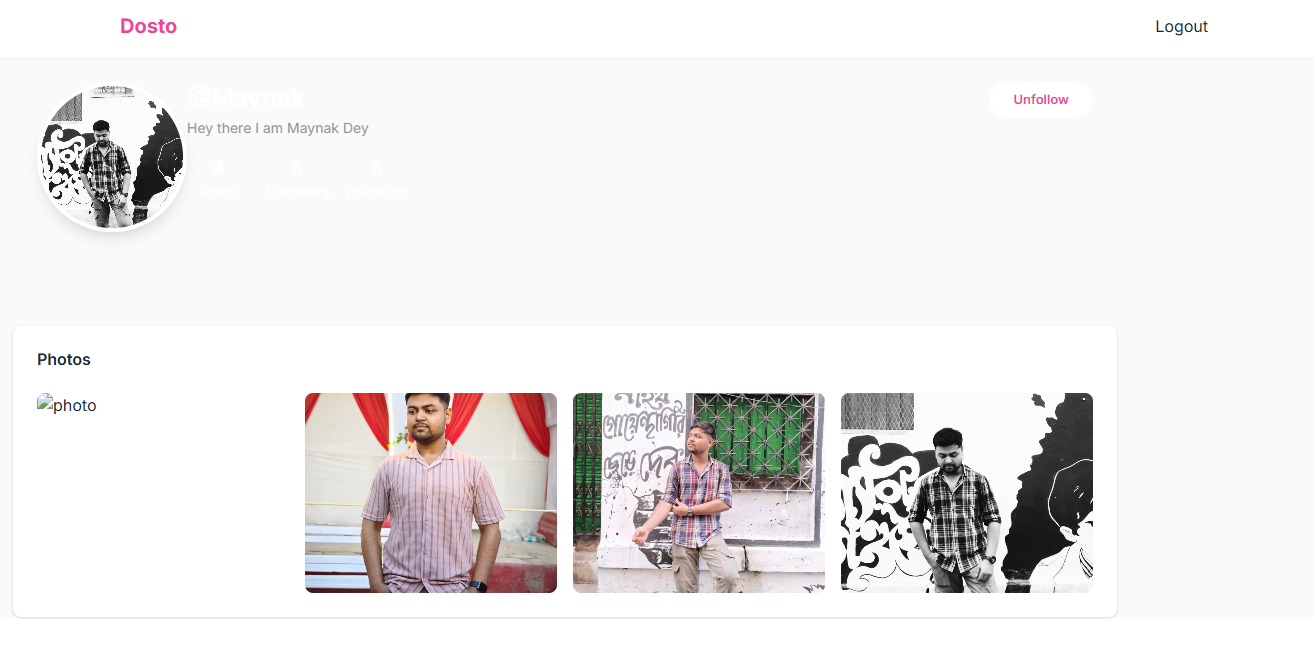 Dosto
Logout
@Maynak
Unfollow
Hey there I am Maynak Dey
4 5 3
Posts Followers Following
Photos
photo
গোয়েন্দাগিরি
ছেড়ে দেব